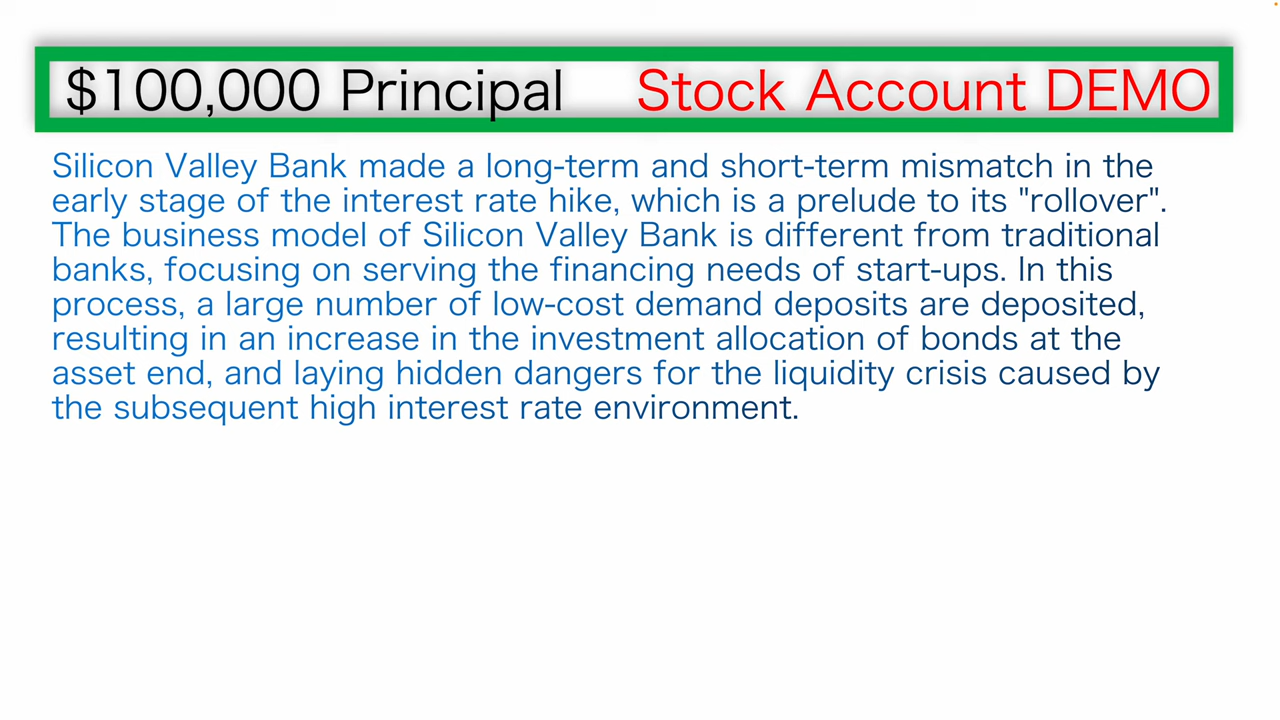 $100,000 Principal Stock Account DEMO
Silicon Valley Bank made a long-term and short-term mismatch in the
early stage of the interest rate hike, which is a prelude to its "rollover".
The business model of Silicon Valley Bank is different from traditional
banks, focusing on serving the financing needs of start-ups. In this
process, a large number of low-cost demand deposits are deposited,
resulting in an increase in the investment allocation of bonds at the
asset end, and laying hidden dangers for the liquidity crisis caused by
the subsequent high interest rate environment.